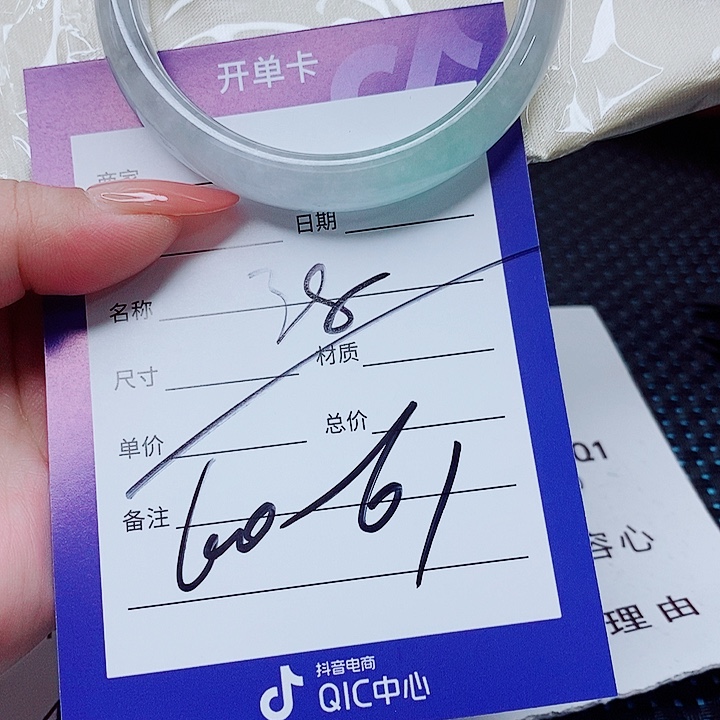 开单卡
商家
日期
名称 38
尺寸 材质
单价 总价
备注 60-61
抖音电商
QIC中心
Q1
容心
理由